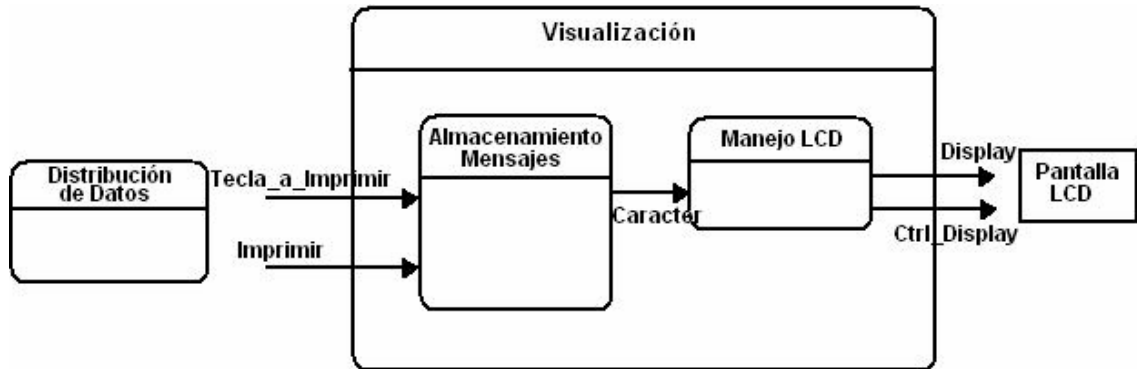 Visualización
Distribución
de Datos
Tecla_a_Imprimir
Imprimir
Almacenamiento
Mensajes
Caracter
Manejo LCD
Display
Ctrl_Display
Pantalla
LCD